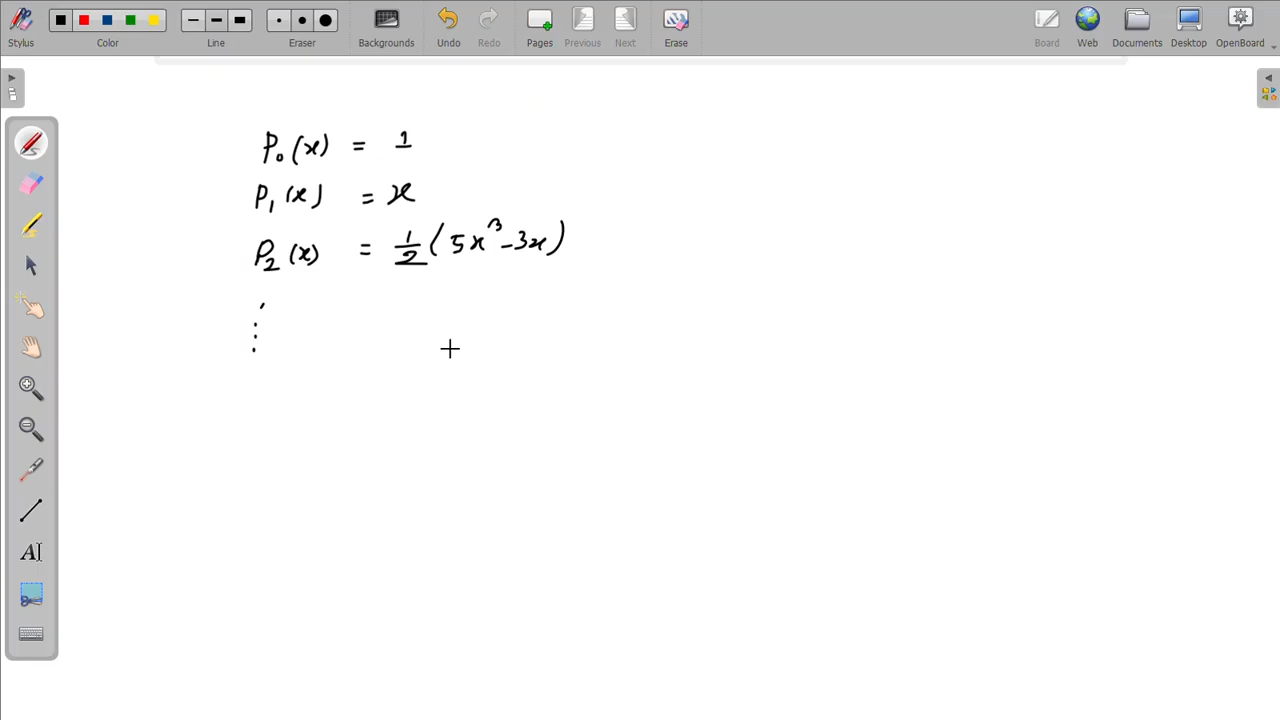 Stylus Color Line Eraser Backgrounds Undo Redo Pages Previous Next Erase Board Web Documents Desktop OpenBoard
P₀(x) = 1
P₁(x) = x
P₂(x) = 1/2 (5x³ - 3x)
⋮
A